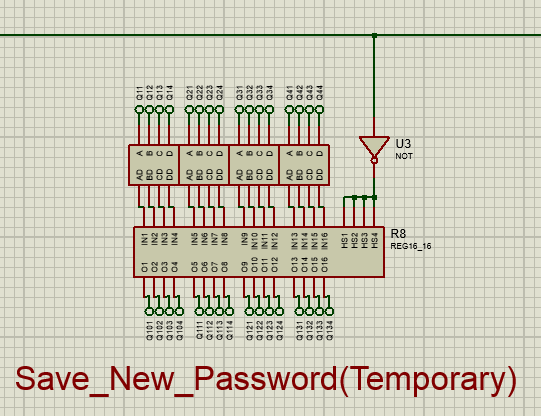 Q11 Q12 Q13 Q14 Q21 Q22 Q23 Q24 Q31 Q32 Q33 Q34 Q41 Q42 Q43 Q44
U3
NOT
A B C D A B C D A B C D A B C D
AD BD CD DD AD BD CD DD AD BD CD DD AD BD CD DD
R8
REG16_16
IN1 IN2 IN3 IN4 IN5 IN6 IN7 IN8 IN9 IN10 IN11 IN12 IN13 IN14 IN15 IN16 HS1 HS2 HS3 HS4
O1 O2 O3 O4 O5 O6 O7 O8 O9 O10 O11 O12 O13 O14 O15 O16
Q101 Q102 Q103 Q104 Q111 Q112 Q113 Q114 Q121 Q122 Q123 Q124 Q131 Q132 Q133 Q134
Save_New_Password(Temporary)